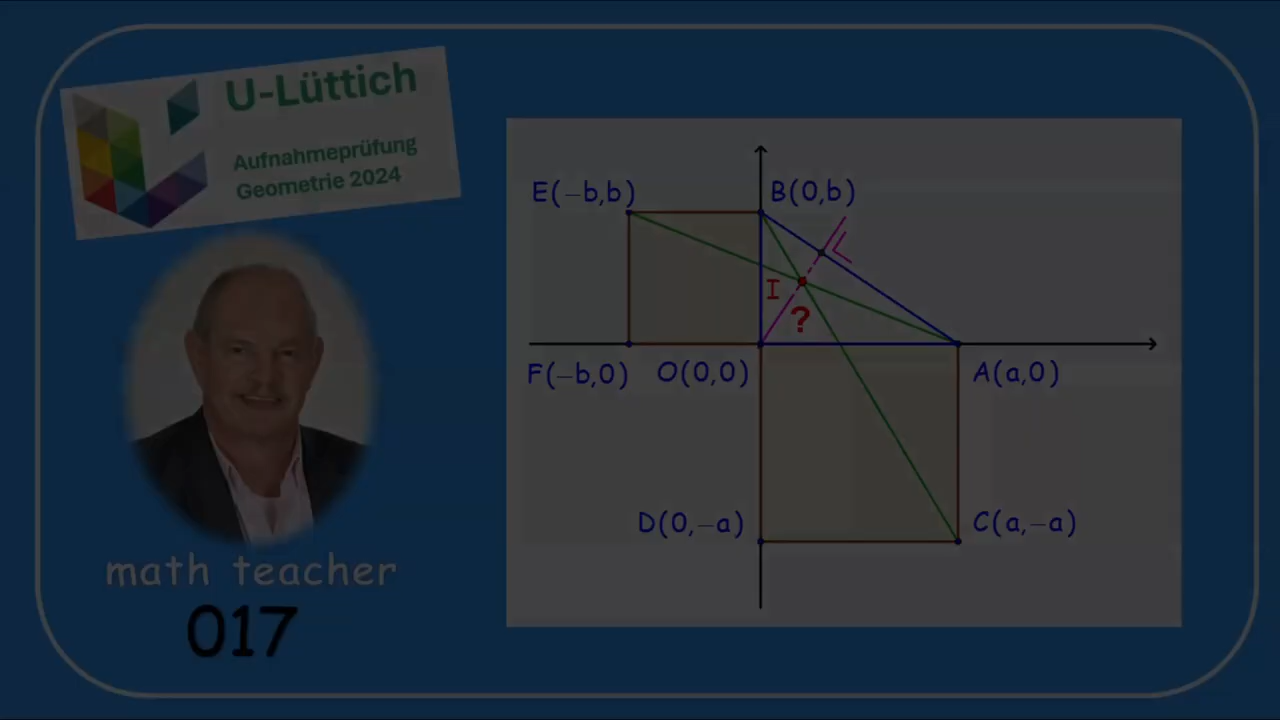 U-Lüttich
Aufnahmeprüfung
Geometrie 2024
math teacher
017
E(−b,b)
B(0,b)
I
?
F(−b,0)
O(0,0)
A(a,0)
D(0,−a)
C(a,−a)